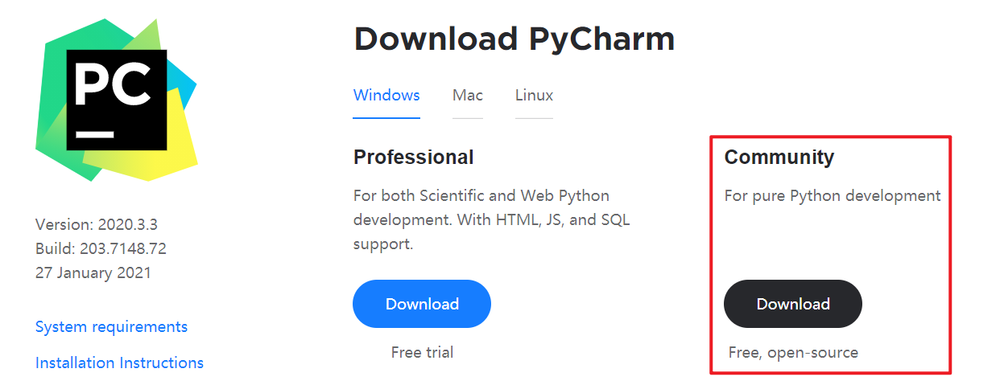 PC
Download PyCharm
Windows Mac Linux
Professional
For both Scientific and Web Python
development. With HTML, JS, and SQL
support.
Download
Free trial
Community
For pure Python development
Download
Free, open-source
Version: 2020.3.3
Build: 203.7148.72
27 January 2021
System requirements
Installation Instructions